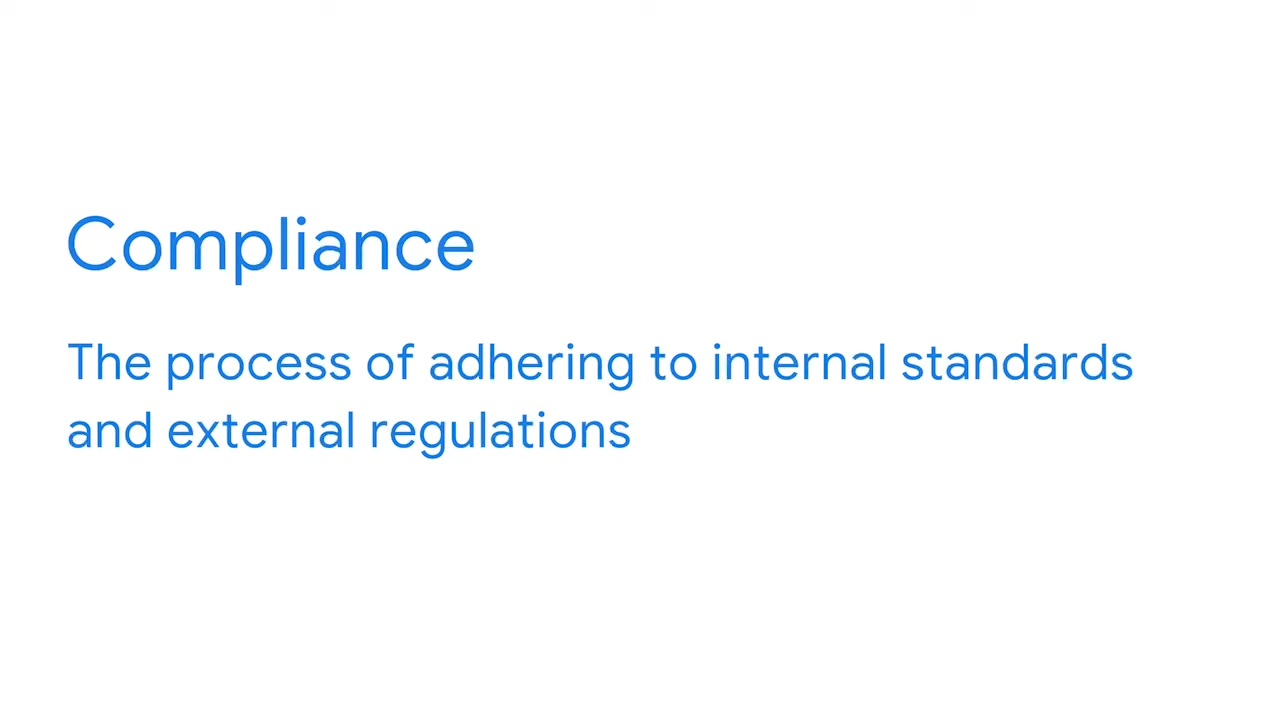 Compliance
The process of adhering to internal standards
and external regulations